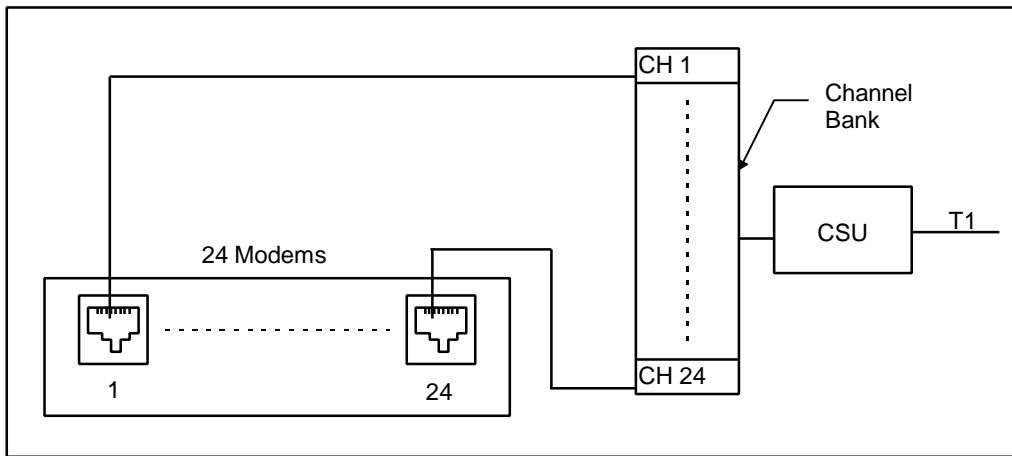 CH 1
Channel
Bank
CSU
T1
24 Modems
1
24
CH 24